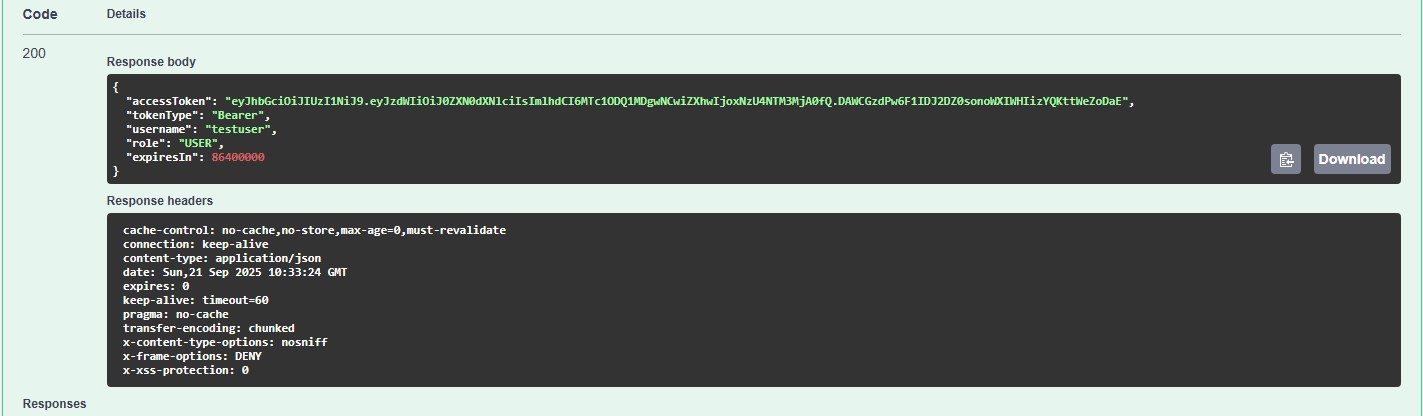 Code Details
200
Response body
{
"accessToken": "eyJhbGciOiJIUzI1NiJ9.eyJzdWIiOiJ0ZXN0dXNlciIsImlhdCI6MTc1ODQ1MDgwNCwiZXhwIjoxNzU4NTM3MjA0fQ.DAWCGzdPw6F1IDJ2DZ0sonoWXIWHIizYQKttWeZoDaE",
"tokenType": "Bearer",
"username": "testuser",
"role": "USER",
"expiresIn": 86400000
}
Download
Response headers
cache-control: no-cache,no-store,max-age=0,must-revalidate
connection: keep-alive
content-type: application/json
date: Sun,21 Sep 2025 10:33:24 GMT
expires: 0
keep-alive: timeout=60
pragma: no-cache
transfer-encoding: chunked
x-content-type-options: nosniff
x-frame-options: DENY
x-xss-protection: 0
Responses